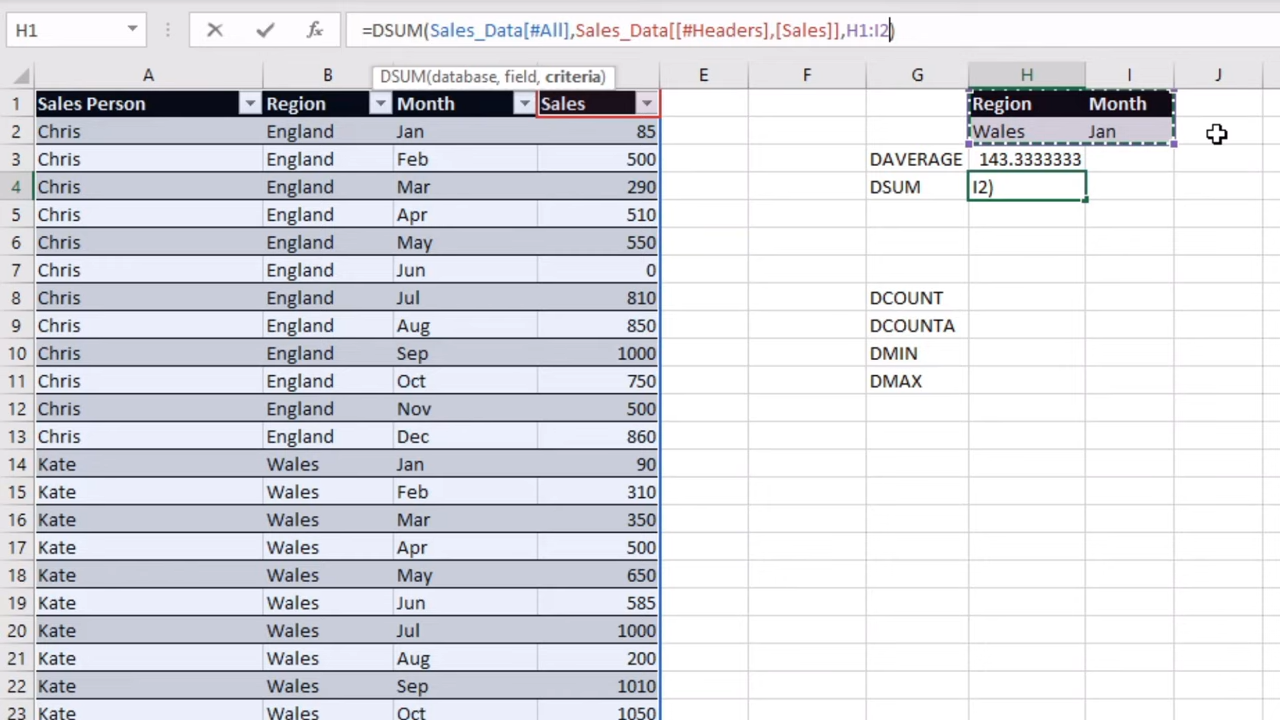 H1 =DSUM(Sales_Data[#All],Sales_Data[[#Headers],[Sales]],H1:I2)
DSUM(database, field, criteria)
A B E F G H I J
1 Sales Person Region Month Sales Region Month
2 Chris England Jan 85 Wales Jan
3 Chris England Feb 500 DAVERAGE 143.3333333
4 Chris England Mar 290 DSUM I2)
5 Chris England Apr 510
6 Chris England May 550
7 Chris England Jun 0
8 Chris England Jul 810 DCOUNT
9 Chris England Aug 850 DCOUNTA
10 Chris England Sep 1000 DMIN
11 Chris England Oct 750 DMAX
12 Chris England Nov 500
13 Chris England Dec 860
14 Kate Wales Jan 90
15 Kate Wales Feb 310
16 Kate Wales Mar 350
17 Kate Wales Apr 500
18 Kate Wales May 650
19 Kate Wales Jun 585
20 Kate Wales Jul 1000
21 Kate Wales Aug 200
22 Kate Wales Sep 1010
23 Kate Wales Oct 1050